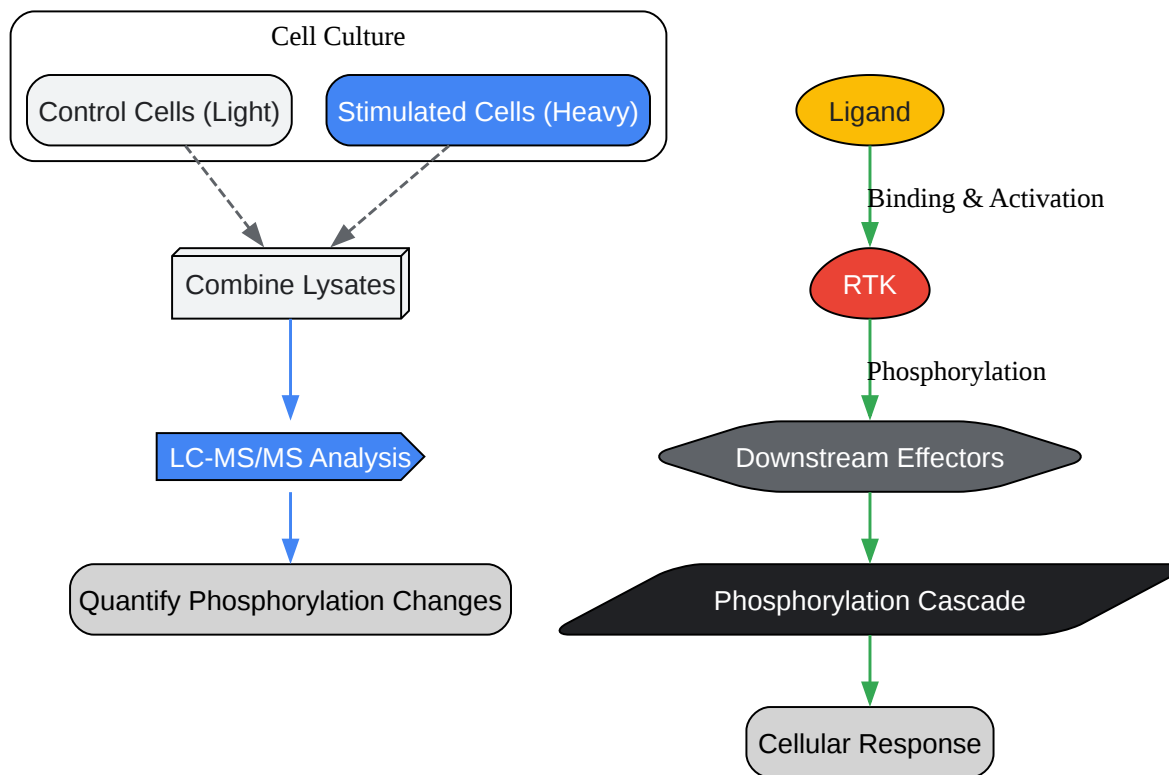 Cell Culture
Control Cells (Light)
Stimulated Cells (Heavy)
Combine Lysates
LC-MS/MS Analysis
Quantify Phosphorylation Changes
Ligand
Binding & Activation
RTK
Phosphorylation
Downstream Effectors
Phosphorylation Cascade
Cellular Response